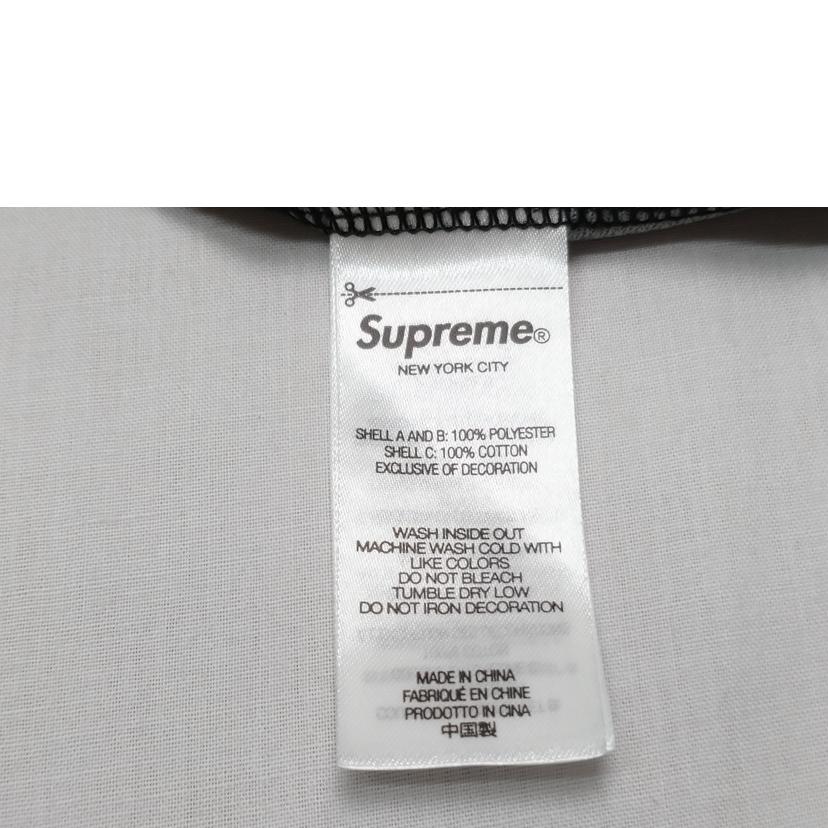 Supreme®
NEW YORK CITY
SHELL A AND B: 100% POLYESTER
SHELL C: 100% COTTON
EXCLUSIVE OF DECORATION
WASH INSIDE OUT
MACHINE WASH COLD WITH
LIKE COLORS
DO NOT BLEACH
TUMBLE DRY LOW
DO NOT IRON DECORATION
MADE IN CHINA
FABRIQUÉ EN CHINE
PRODOTTO IN CINA
中国製